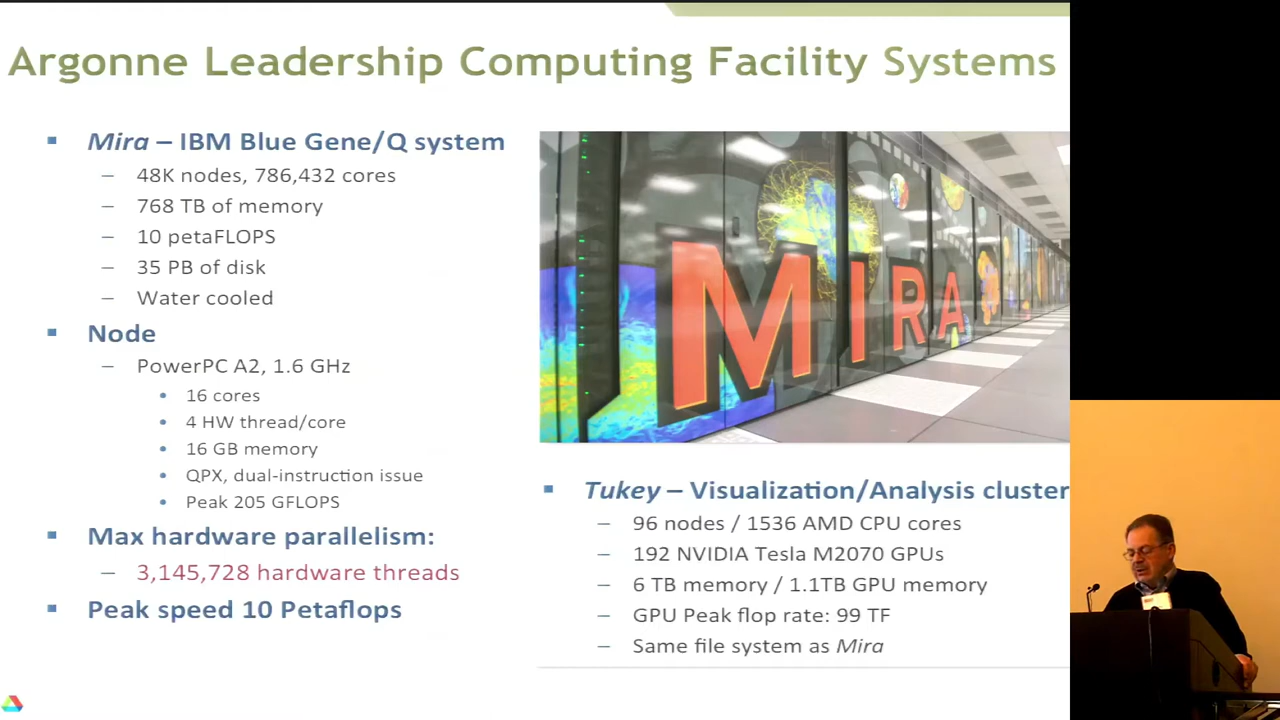 Argonne Leadership Computing Facility Systems
▪ Mira – IBM Blue Gene/Q system
– 48K nodes, 786,432 cores
– 768 TB of memory
– 10 petaFLOPS
– 35 PB of disk
– Water cooled
▪ Node
– PowerPC A2, 1.6 GHz
• 16 cores
• 4 HW thread/core
• 16 GB memory
• QPX, dual-instruction issue
• Peak 205 GFLOPS
▪ Max hardware parallelism:
– 3,145,728 hardware threads
▪ Peak speed 10 Petaflops
MIRA
▪ Tukey – Visualization/Analysis cluster
– 96 nodes / 1536 AMD CPU cores
– 192 NVIDIA Tesla M2070 GPUs
– 6 TB memory / 1.1TB GPU memory
– GPU Peak flop rate: 99 TF
– Same file system as Mira